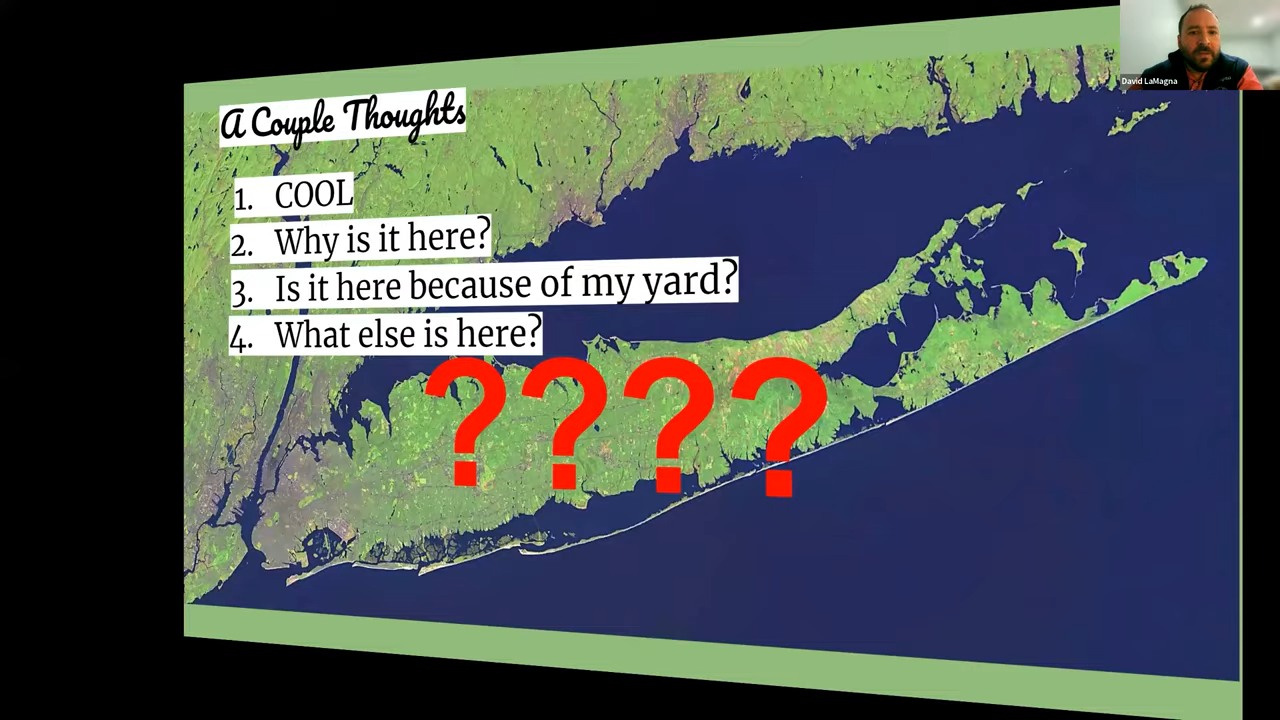 A Couple Thoughts
1. COOL
2. Why is it here?
3. Is it here because of my yard?
4. What else is here?
????
David LaMagna